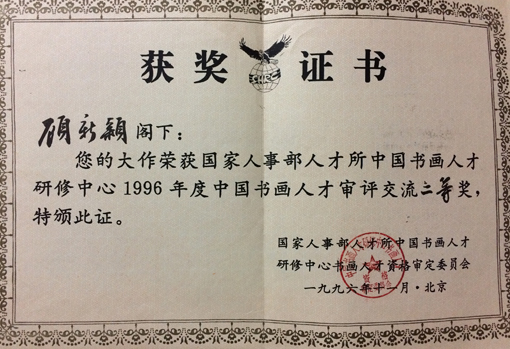 获奖证书
SHRC
顾新颖阁下：
您的大作荣获国家人事部人才所中国书画人才
研修中心1996年度中国书画人才审评交流二等奖，
特颁此证。
国家人事部人才所中国书画人才
研修中心书画人才资格审定委员会
一九九六年十一月·北京